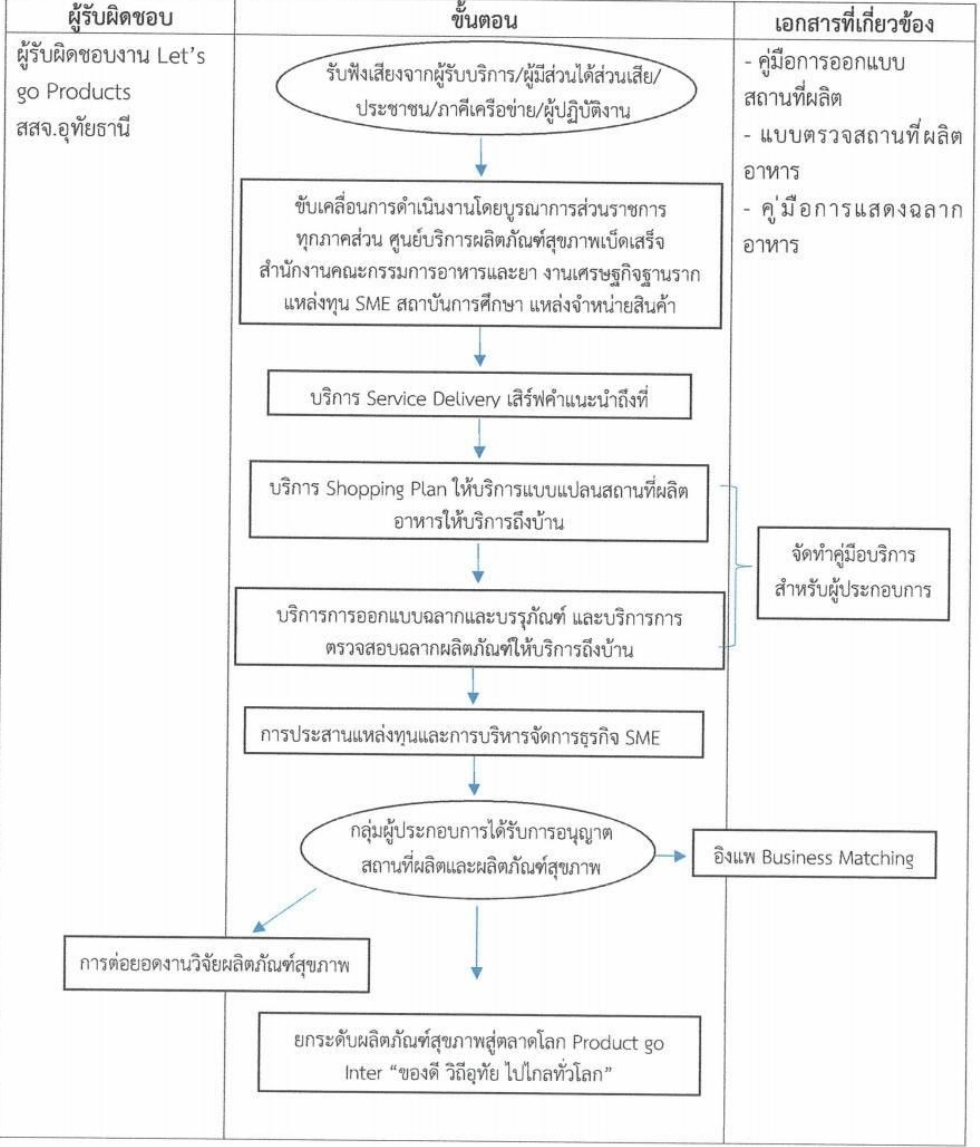 ผู้รับผิดชอบ
ขั้นตอน
เอกสารที่เกี่ยวข้อง
ผู้รับผิดชอบงาน Let's
go Products
สสจ.อุทัยธานี
รับฟังเสียงจากผู้รับบริการ/ผู้มีส่วนได้ส่วนเสีย/
ประชาชน/ภาคีเครือข่าย/ผู้ปฏิบัติงาน
- คู่มือการออกแบบ
สถานที่ผลิต
- แบบตรวจสถานที่ผลิต
อาหาร
- คู่มือการแสดงฉลาก
อาหาร
ขับเคลื่อนการดำเนินงานโดยบูรณาการส่วนราชการ
ทุกภาคส่วน ศูนย์บริการผลิตภัณฑ์สุขภาพเบ็ดเสร็จ
สำนักงานคณะกรรมการอาหารและยา งานเศรษฐกิจฐานราก
แหล่งทุน SME สถาบันการศึกษา แหล่งจำหน่ายสินค้า
บริการ Service Delivery เสิร์ฟคำแนะนำถึงที่
บริการ Shopping Plan ให้บริการแบบแปลนสถานที่ผลิต
อาหารให้บริการถึงบ้าน
จัดทำคู่มือบริการ
สำหรับผู้ประกอบการ
บริการการออกแบบฉลากและบรรจุภัณฑ์ และบริการการ
ตรวจสอบฉลากผลิตภัณฑ์ให้บริการถึงบ้าน
การประสานแหล่งทุนและการบริหารจัดการธุรกิจ SME
กลุ่มผู้ประกอบการได้รับการอนุญาต
สถานที่ผลิตและผลิตภัณฑ์สุขภาพ
อิงแพ Business Matching
การต่อยอดงานวิจัยผลิตภัณฑ์สุขภาพ
ยกระดับผลิตภัณฑ์สุขภาพสู่ตลาดโลก Product go
Inter “ของดี วิถีอุทัย ไปไกลทั่วโลก”